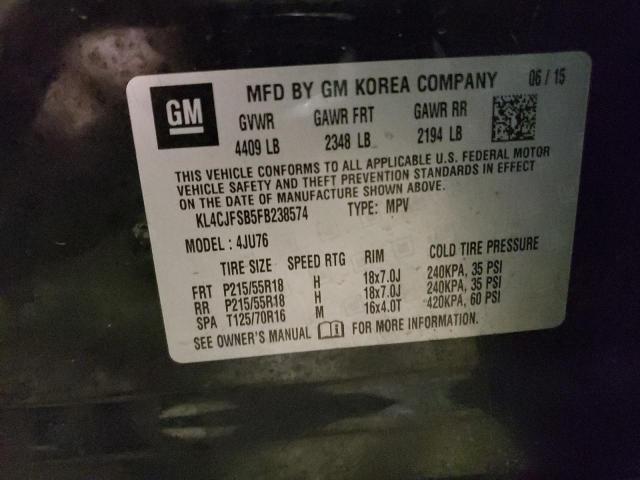 GM
MFD BY GM KOREA COMPANY 06/15
GVWR GAWR FRT GAWR RR
4409 LB 2348 LB 2194 LB
THIS VEHICLE CONFORMS TO ALL APPLICABLE U.S. FEDERAL MOTOR
VEHICLE SAFETY AND THEFT PREVENTION STANDARDS IN EFFECT
ON THE DATE OF MANUFACTURE SHOWN ABOVE.
KL4CJFSB5FB238574 TYPE: MPV
MODEL : 4JU76
TIRE SIZE SPEED RTG RIM COLD TIRE PRESSURE
FRT P215/55R18 H 18x7.0J 240KPA, 35 PSI
RR P215/55R18 H 18x7.0J 240KPA, 35 PSI
SPA T125/70R16 M 16x4.0T 420KPA, 60 PSI
SEE OWNER'S MANUAL FOR MORE INFORMATION.